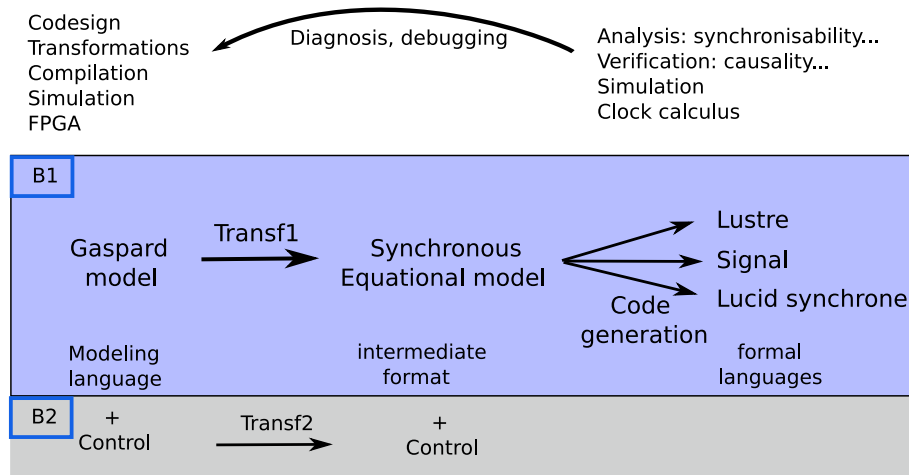 Codesign
Transformations
Compilation
Simulation
FPGA
Diagnosis, debugging
Analysis: synchronisability...
Verification: causality...
Simulation
Clock calculus
B1
Gaspard
model
Transf1
Synchronous
Equational model
Lustre
Signal
Lucid synchrone
Code
generation
Modeling
language
intermediate
format
formal
languages
B2
+
Control
Transf2
+
Control